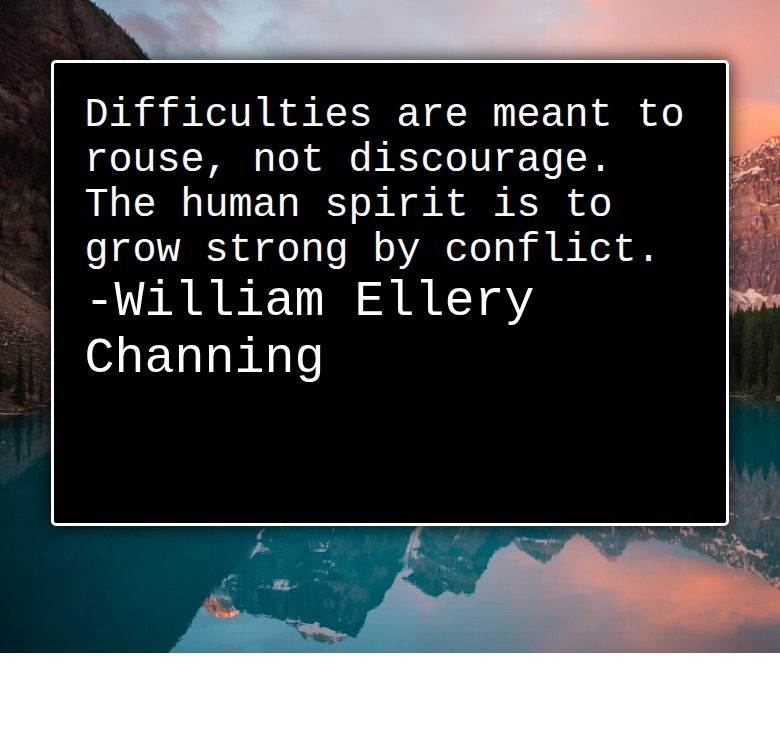 Difficulties are meant to
rouse, not discourage.
The human spirit is to
grow strong by conflict.
-William Ellery
Channing